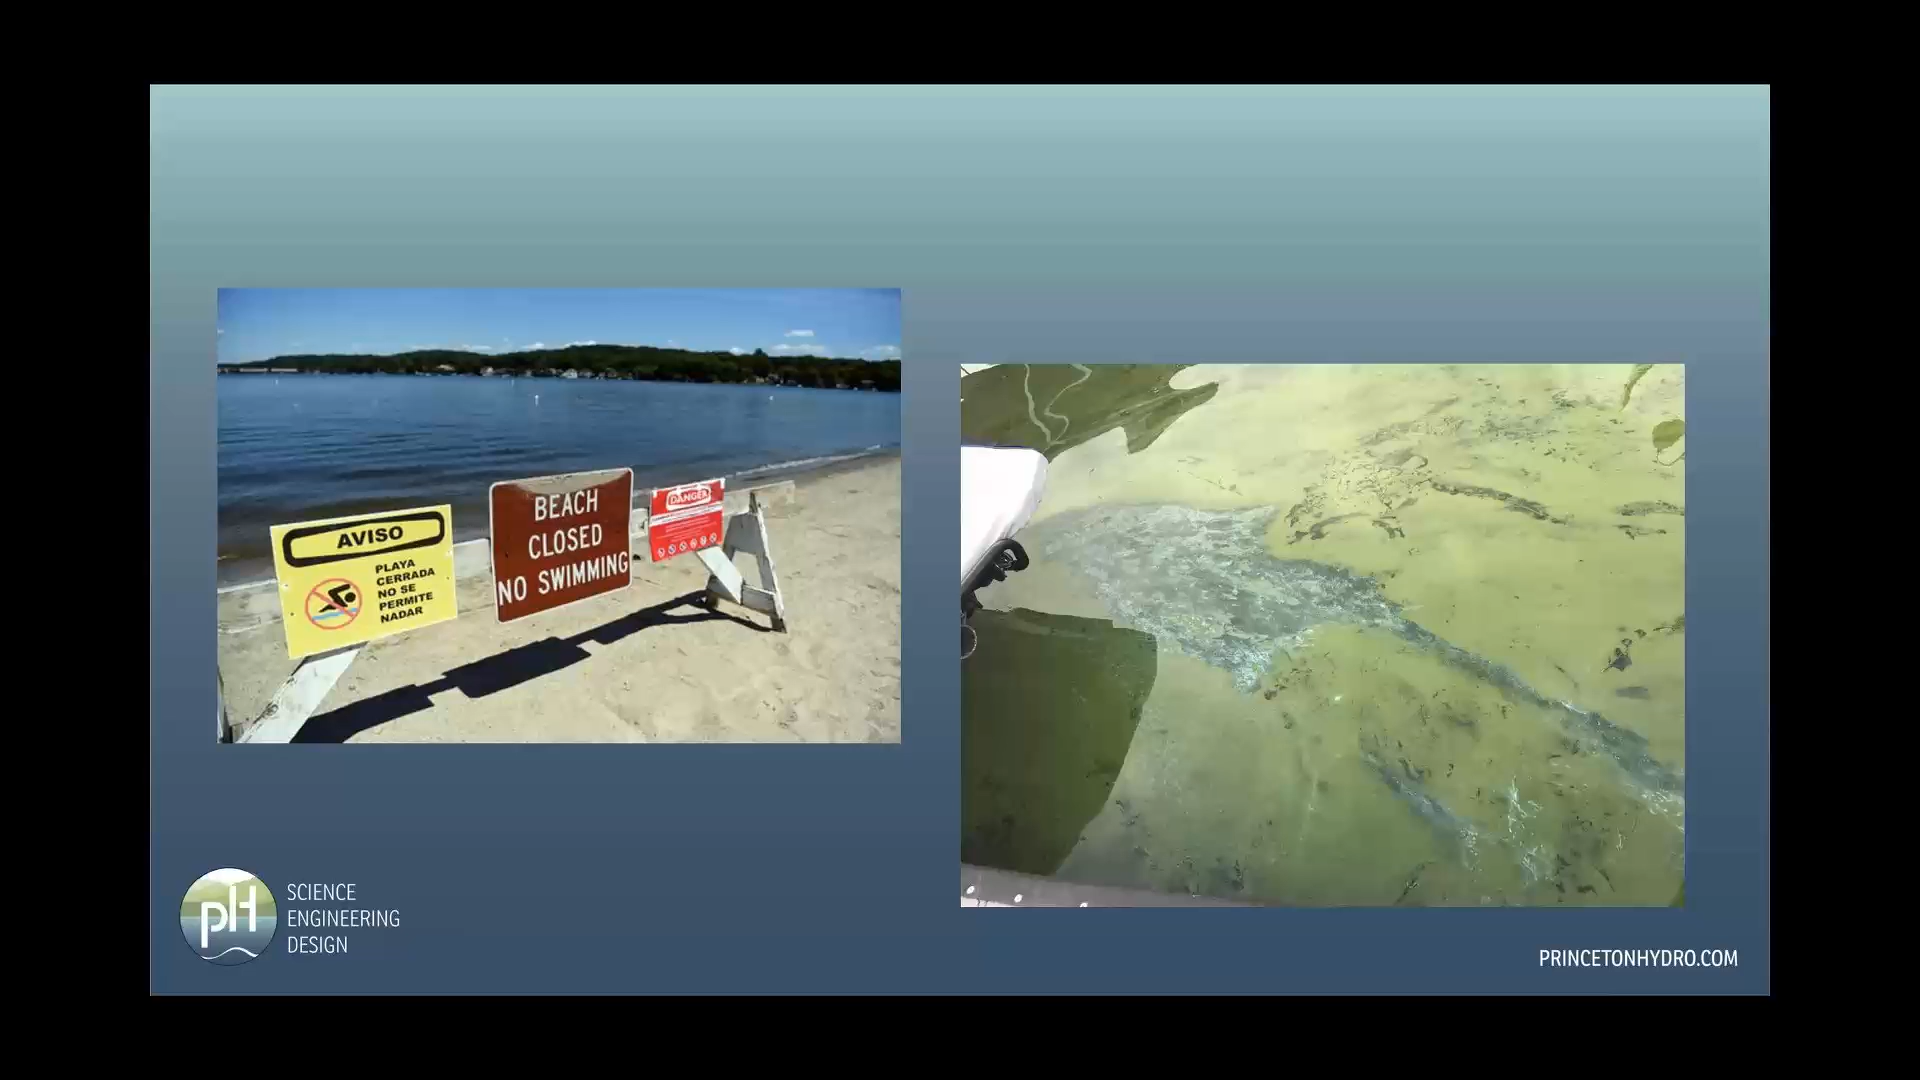 AVISO
PLAYA
CERRADA
NO SE
PERMITE
NADAR
BEACH
CLOSED
NO SWIMMING
DANGER
pH
SCIENCE
ENGINEERING
DESIGN
PRINCETONHYDRO.COM